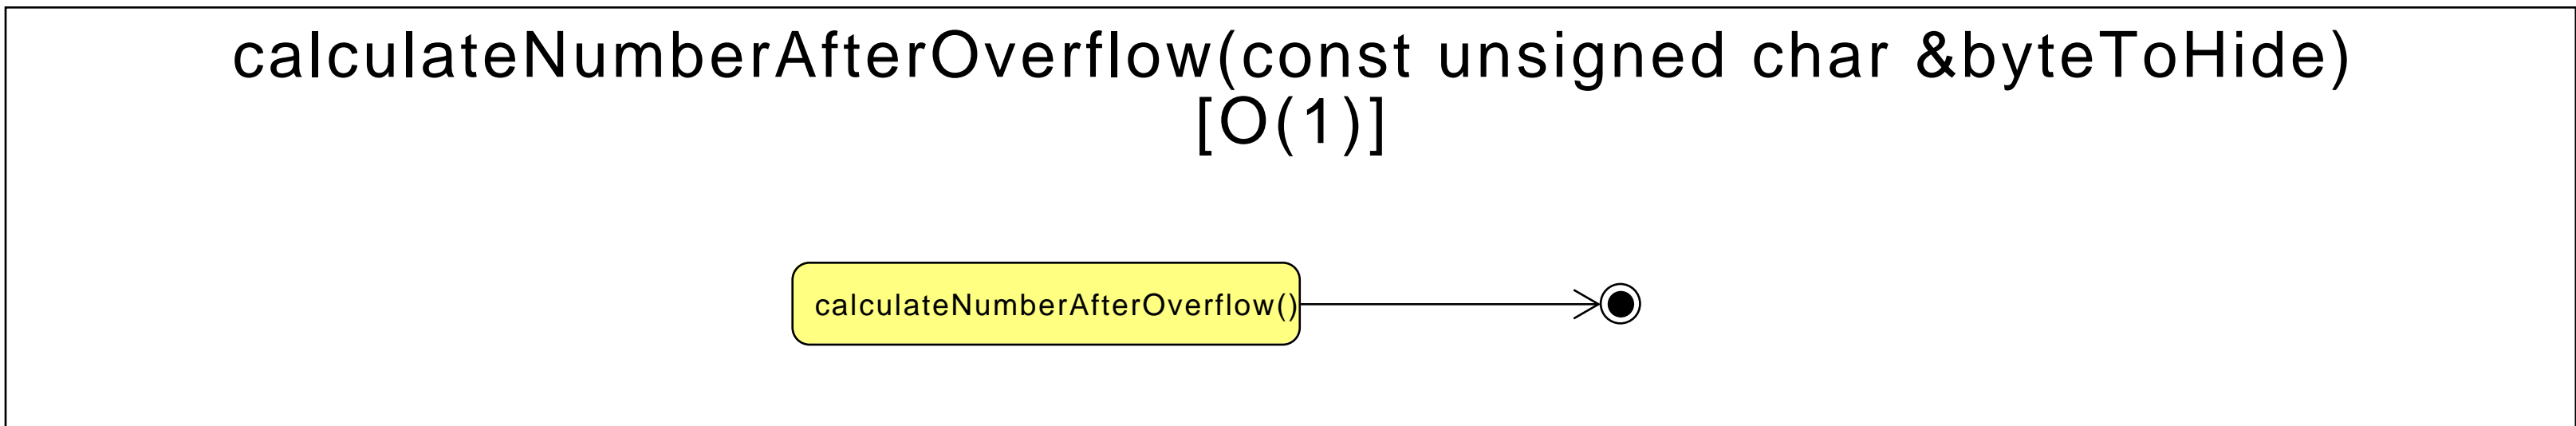 calculateNumberAfterOverflow(const unsigned char &byteToHide)
[O(1)]
calculateNumberAfterOverflow()